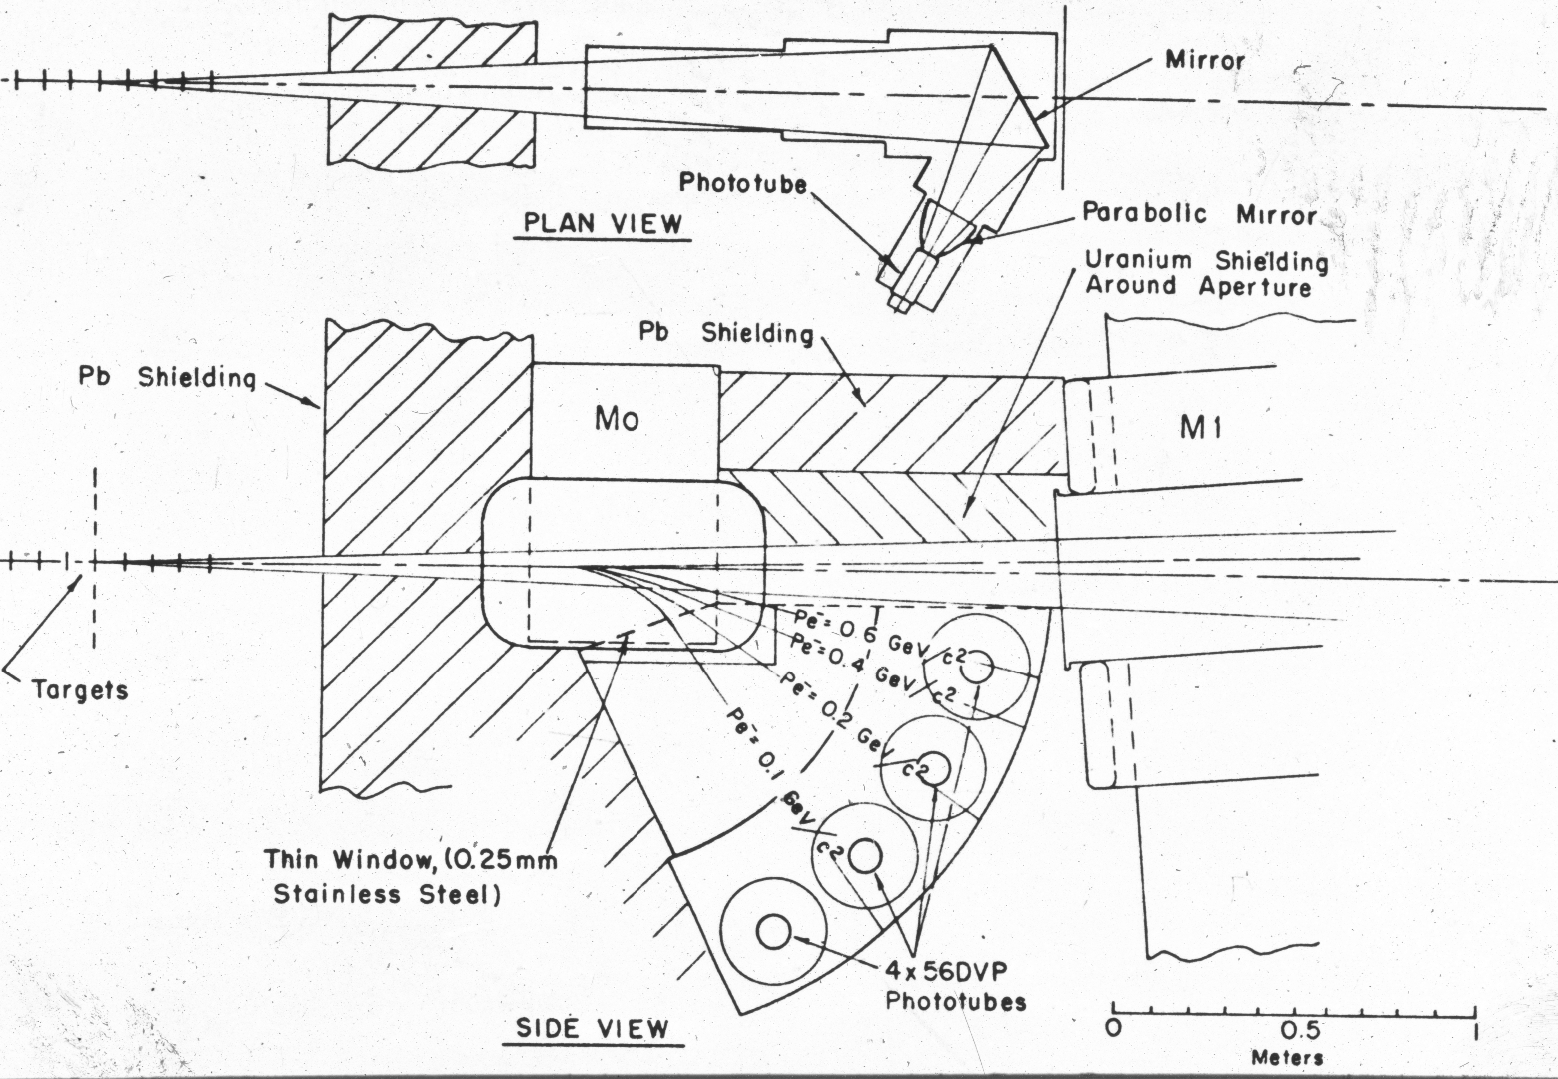 Mirror
Phototube
PLAN VIEW
Parabolic Mirror
Uranium Shielding
Around Aperture
Pb Shielding
Pb Shielding
Mo
M1
Pe⁻= 0.6 GeV/c2
Pe⁻= 0.4 GeV/c2
Pe⁻= 0.2 GeV/c2
Pe⁻= 0.1 GeV/c2
Targets
Thin Window, (0.25mm
Stainless Steel)
4x56DVP
Phototubes
SIDE VIEW
0 0.5 1
Meters